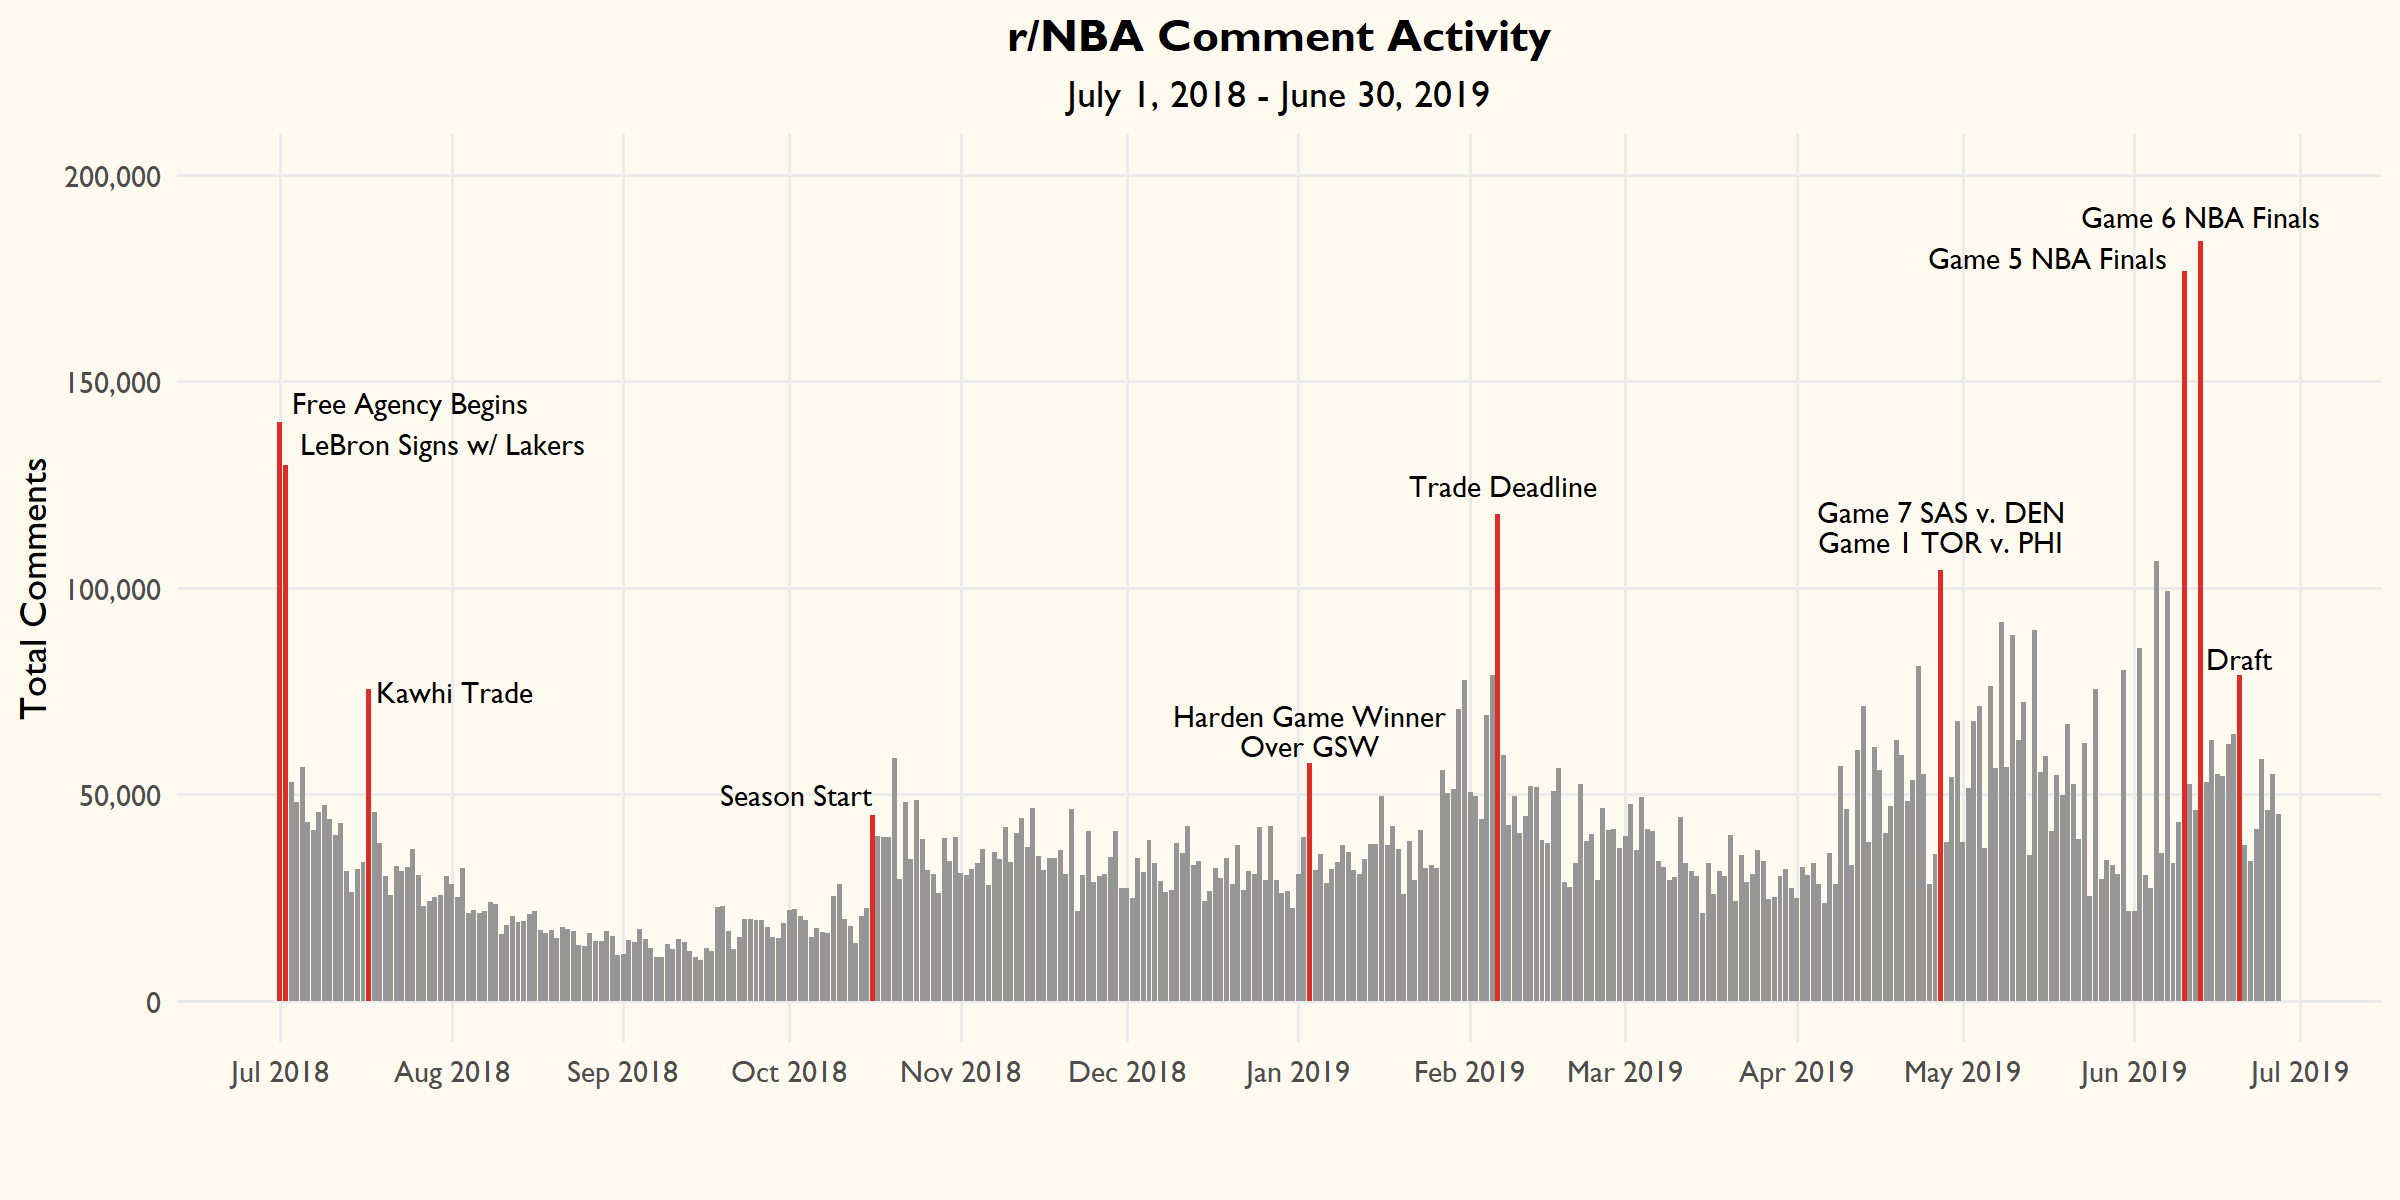 r/NBA Comment Activity
July 1, 2018 - June 30, 2019
Total Comments
200,000
150,000
100,000
50,000
0
Free Agency Begins
LeBron Signs w/ Lakers
Kawhi Trade
Season Start
Harden Game Winner
Over GSW
Trade Deadline
Game 7 SAS v. DEN
Game 1 TOR v. PHI
Game 5 NBA Finals
Game 6 NBA Finals
Draft
Jul 2018
Aug 2018
Sep 2018
Oct 2018
Nov 2018
Dec 2018
Jan 2019
Feb 2019
Mar 2019
Apr 2019
May 2019
Jun 2019
Jul 2019